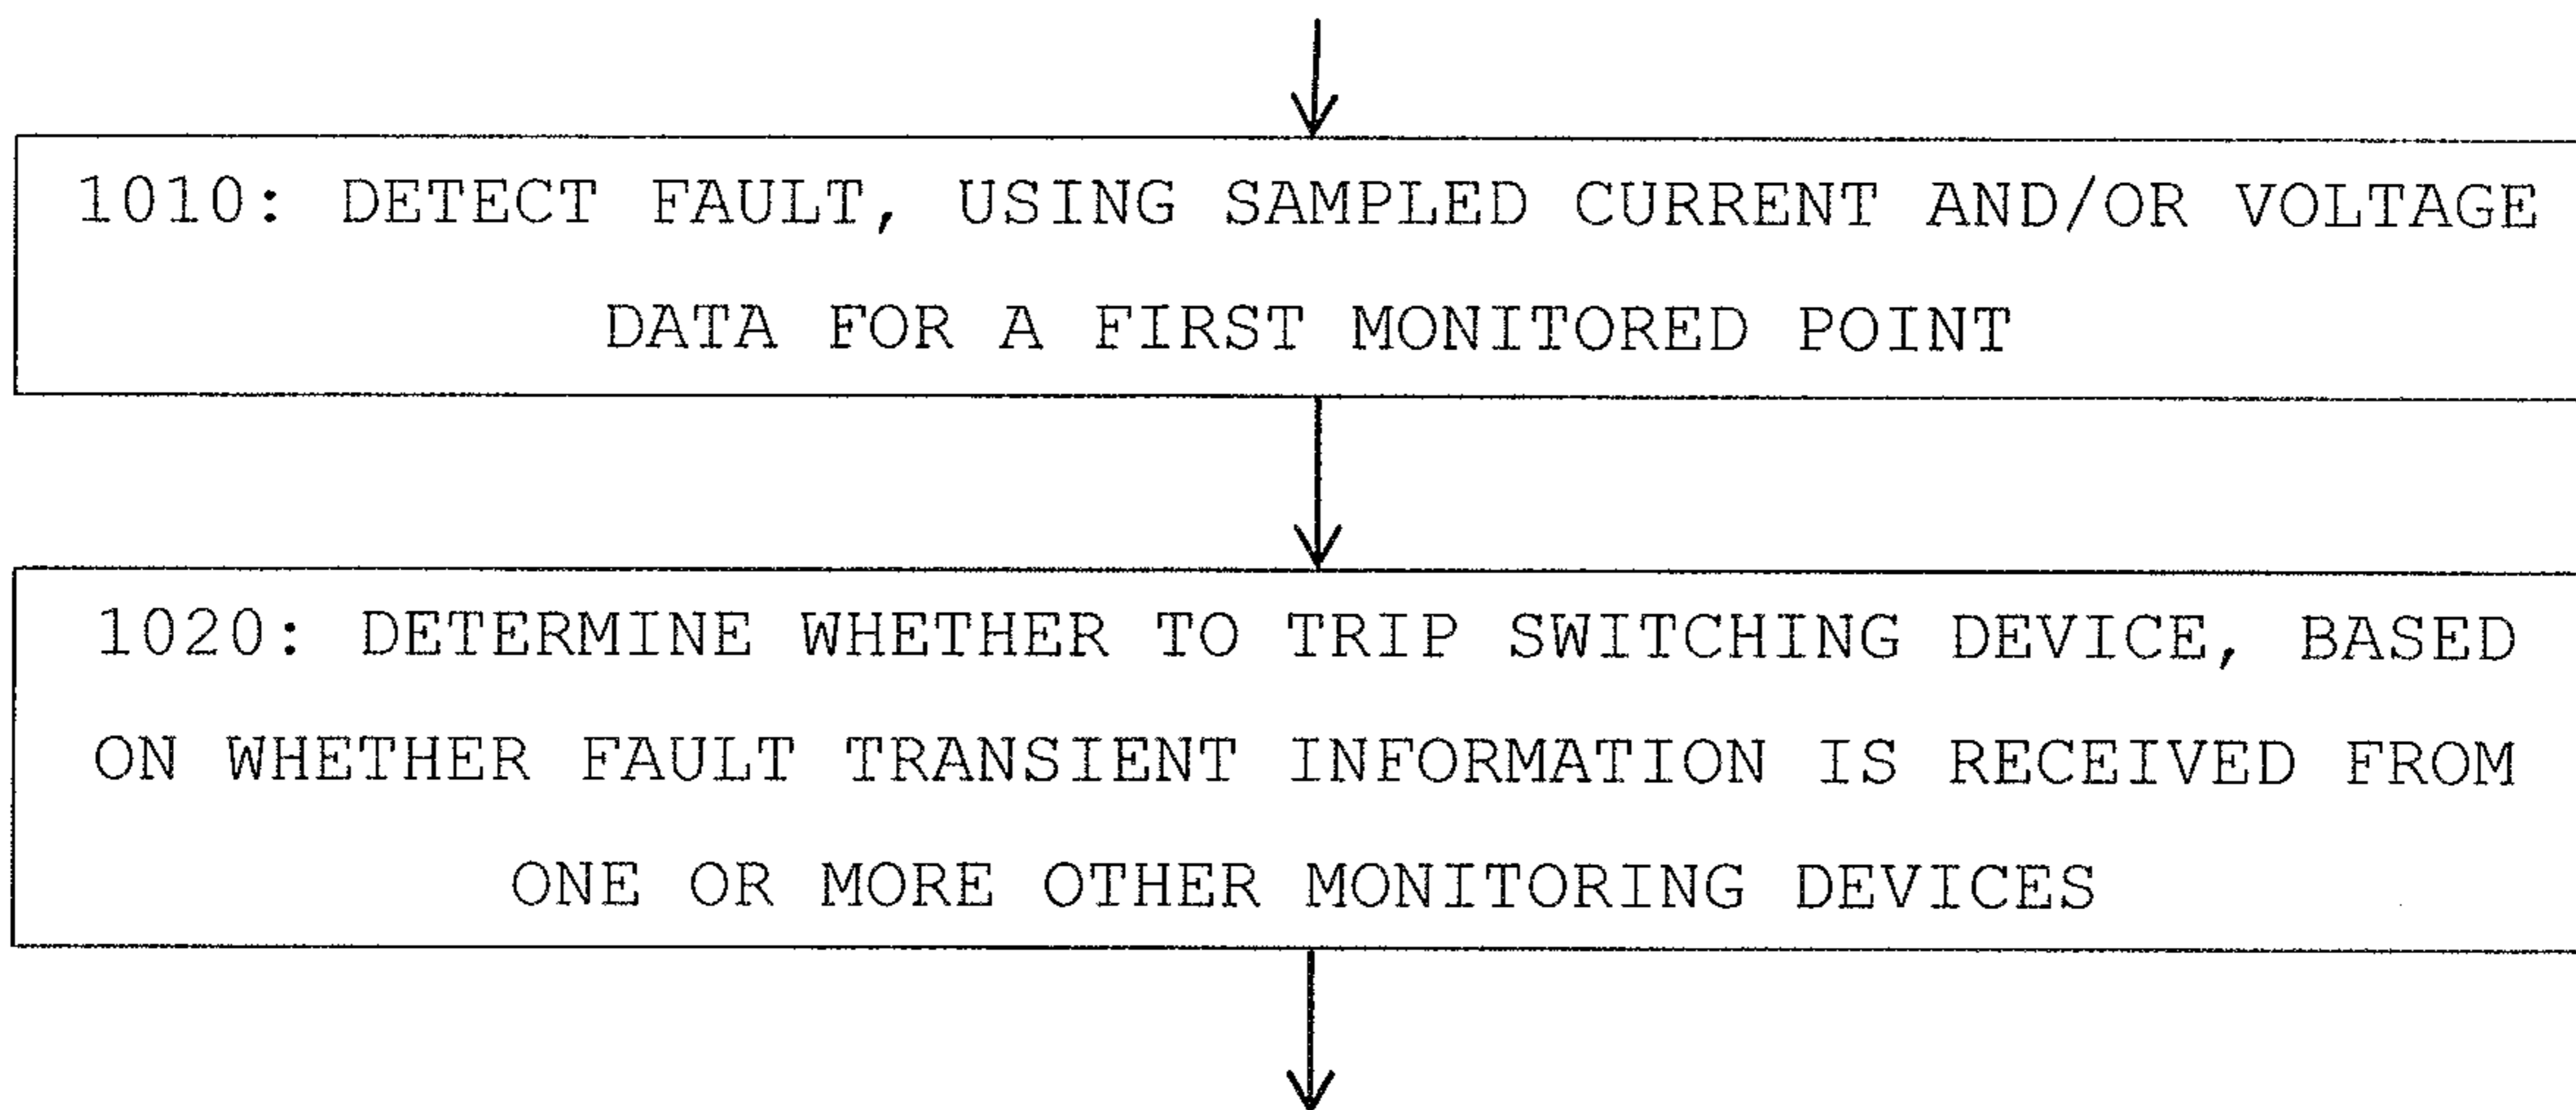 1010: DETECT FAULT, USING SAMPLED CURRENT AND/OR VOLTAGE
DATA FOR A FIRST MONITORED POINT
1020: DETERMINE WHETHER TO TRIP SWITCHING DEVICE, BASED
ON WHETHER FAULT TRANSIENT INFORMATION IS RECEIVED FROM
ONE OR MORE OTHER MONITORING DEVICES